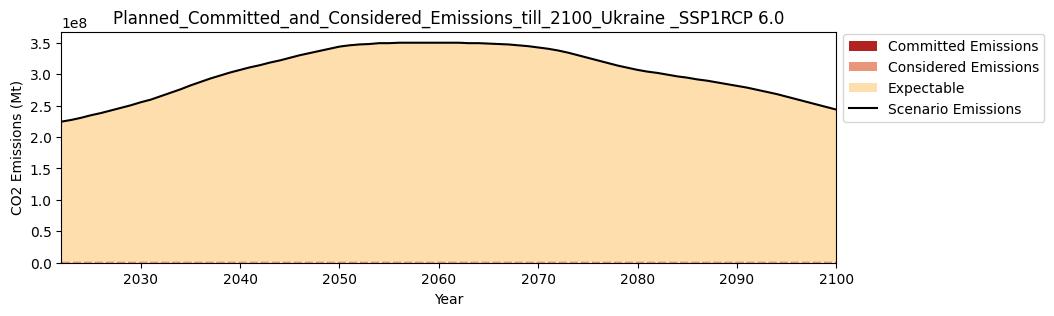 Planned_Committed_and_Considered_Emissions_till_2100_Ukraine _SSP1RCP 6.0
1e8
3.5
3.0
2.5
2.0
1.5
1.0
0.5
0.0
CO2 Emissions (Mt)
2030 2040 2050 2060 2070 2080 2090 2100
Year
Committed Emissions
Considered Emissions
Expectable
Scenario Emissions